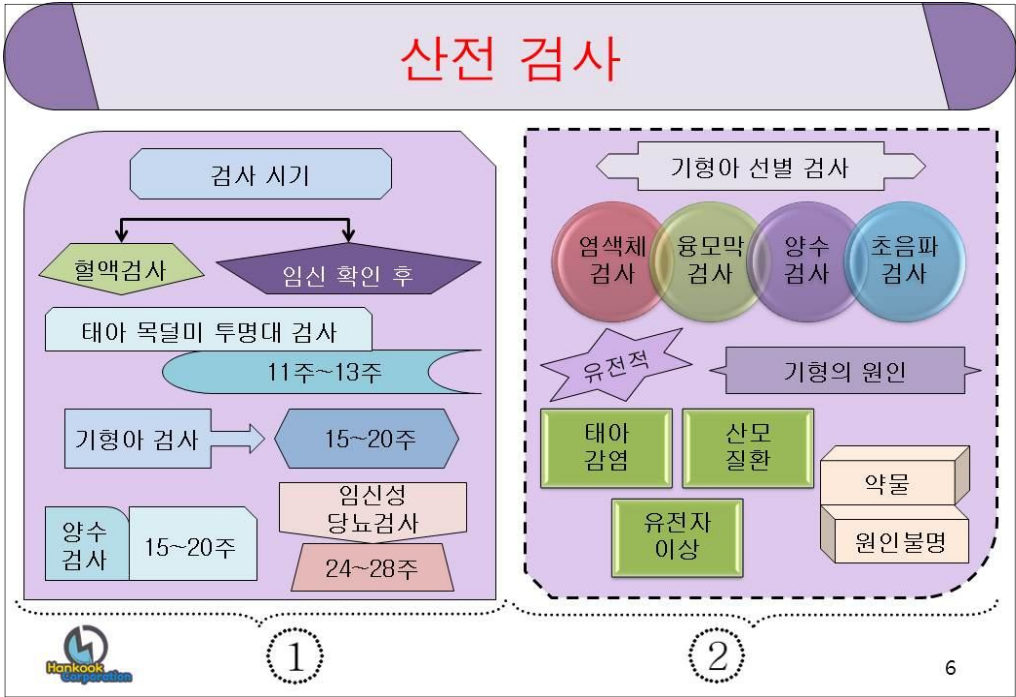 산전 검사
검사 시기
혈액검사
임신 확인 후
태아 목덜미 투명대 검사
11주~13주
기형아 검사
15~20주
양수
검사
15~20주
임신성
당뇨검사
24~28주
1
기형아 선별 검사
염색체
검사
융모막
검사
양수
검사
초음파
검사
유전적
기형의 원인
태아
감염
산모
질환
유전자
이상
약물
원인불명
2
Hankook
Corporation
6